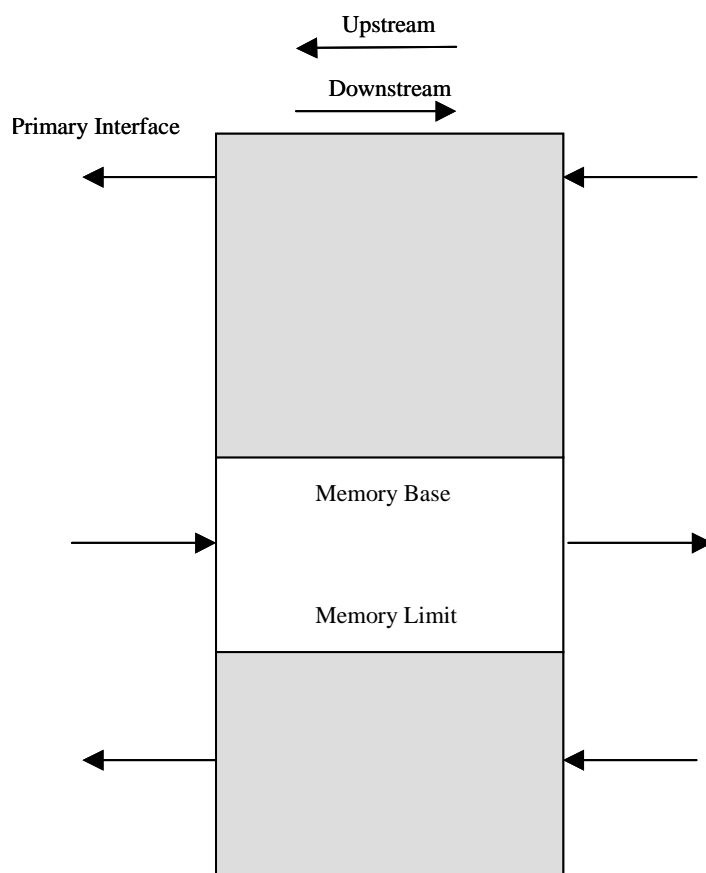 Upstream
Downstream
Primary Interface
Memory Base
Memory Limit